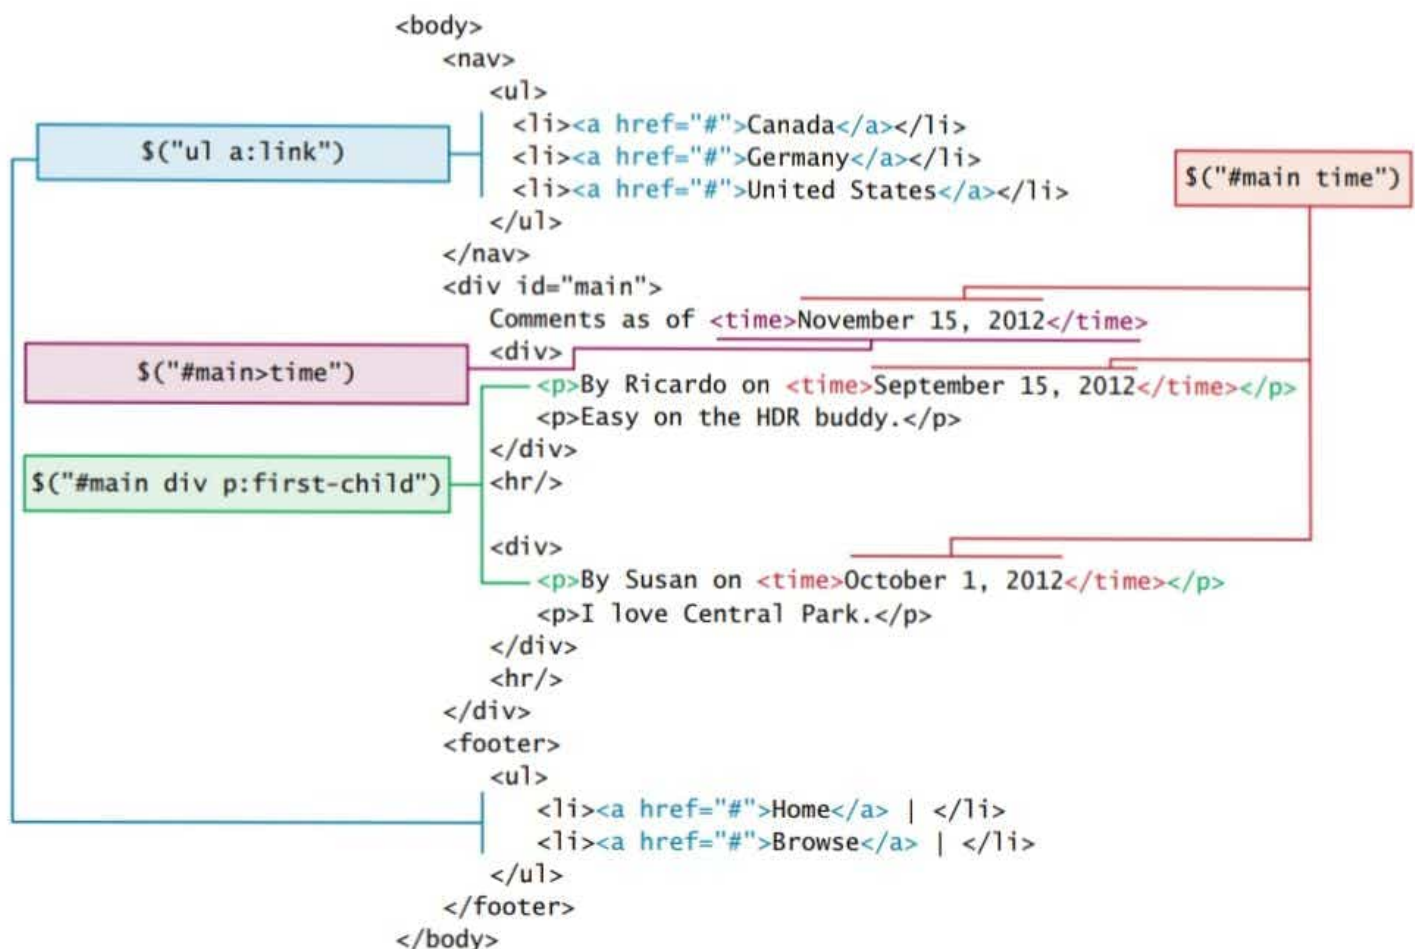 <body>
<nav>
<ul>
<li><a href="#">Canada</a></li>
$("ul a:link")
<li><a href="#">Germany</a></li>
<li><a href="#">United States</a></li>
$("#main time")
</ul>
</nav>
<div id="main">
Comments as of <time>November 15, 2012</time>
<div>
$("#main>time")
<p>By Ricardo on <time>September 15, 2012</time></p>
<p>Easy on the HDR buddy.</p>
</div>
$("#main div p:first-child")
<hr/>
<div>
<p>By Susan on <time>October 1, 2012</time></p>
<p>I love Central Park.</p>
</div>
<hr/>
</div>
<footer>
<ul>
<li><a href="#">Home</a> | </li>
<li><a href="#">Browse</a> | </li>
</ul>
</footer>
</body>